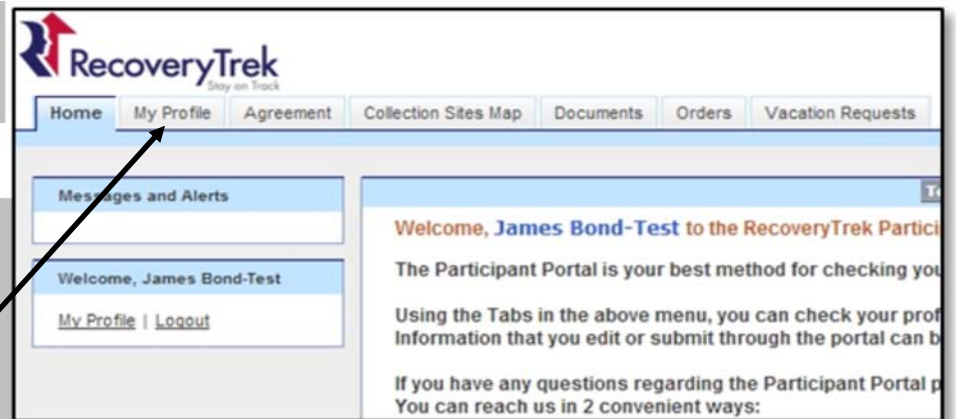 RecoveryTrek
Stay on Track
Home My Profile Agreement Collection Sites Map Documents Orders Vacation Requests
Messages and Alerts
Welcome, James Bond-Test
My Profile | Logout
Welcome, James Bond-Test to the RecoveryTrek
The Participant Portal is your best method for checking
Using the Tabs in the above menu, you can check your
Information that you edit or submit through the portal can
If you have any questions regarding the Participant Portal
You can reach us in 2 convenient ways: